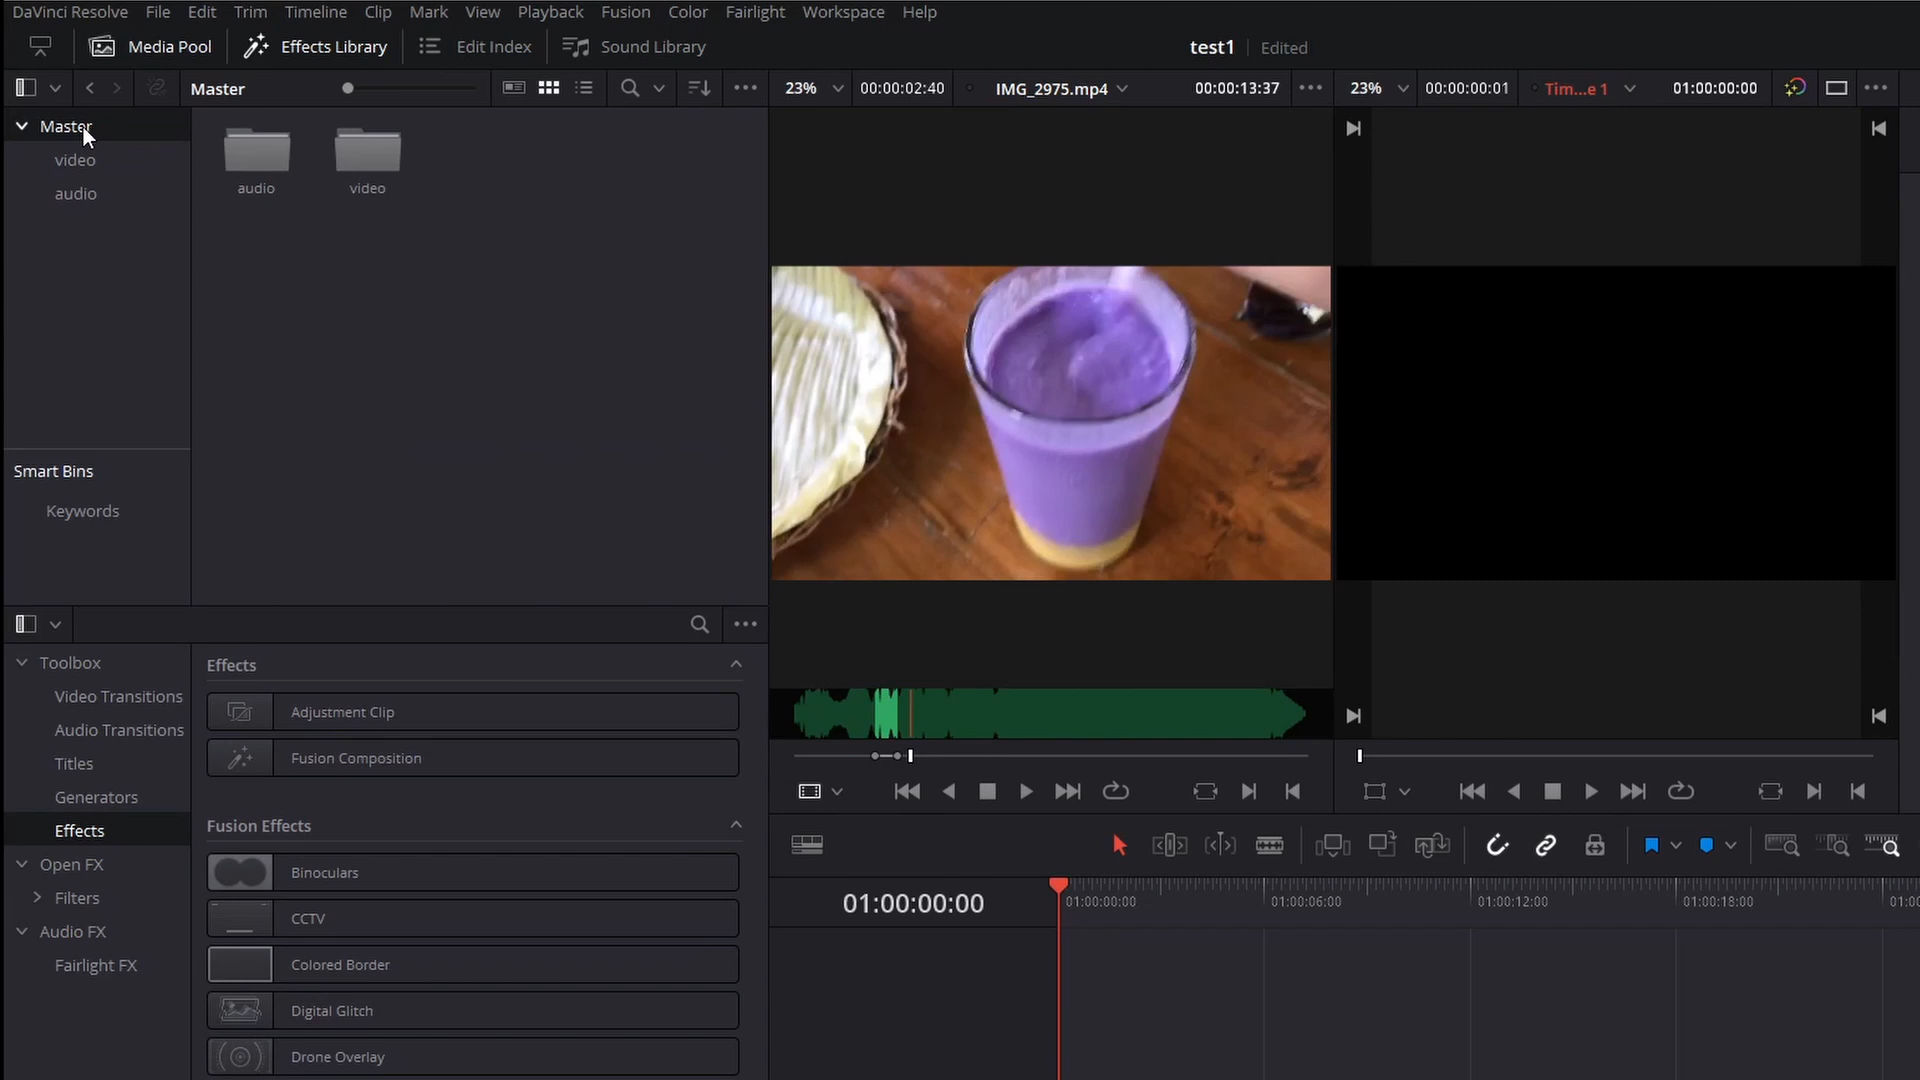 DaVinci Resolve File Edit Trim Timeline Clip Mark View Playback Fusion Color Fairlight Workspace Help
Media Pool Effects Library Edit Index Sound Library test1 Edited
Master 23% 00:00:02:40 IMG_2975.mp4 00:00:13:37 23% 00:00:00:01 Tim...e 1 01:00:00:00
Master
video
audio
audio video
Smart Bins
Keywords
Toolbox
Video Transitions
Audio Transitions
Titles
Generators
Effects
Open FX
Filters
Audio FX
Fairlight FX
Effects
Adjustment Clip
Fusion Composition
Fusion Effects
Binoculars
CCTV
Colored Border
Digital Glitch
Drone Overlay
01:00:00:00
01:00:00:00 01:00:06:00 01:00:12:00 01:00:18:00